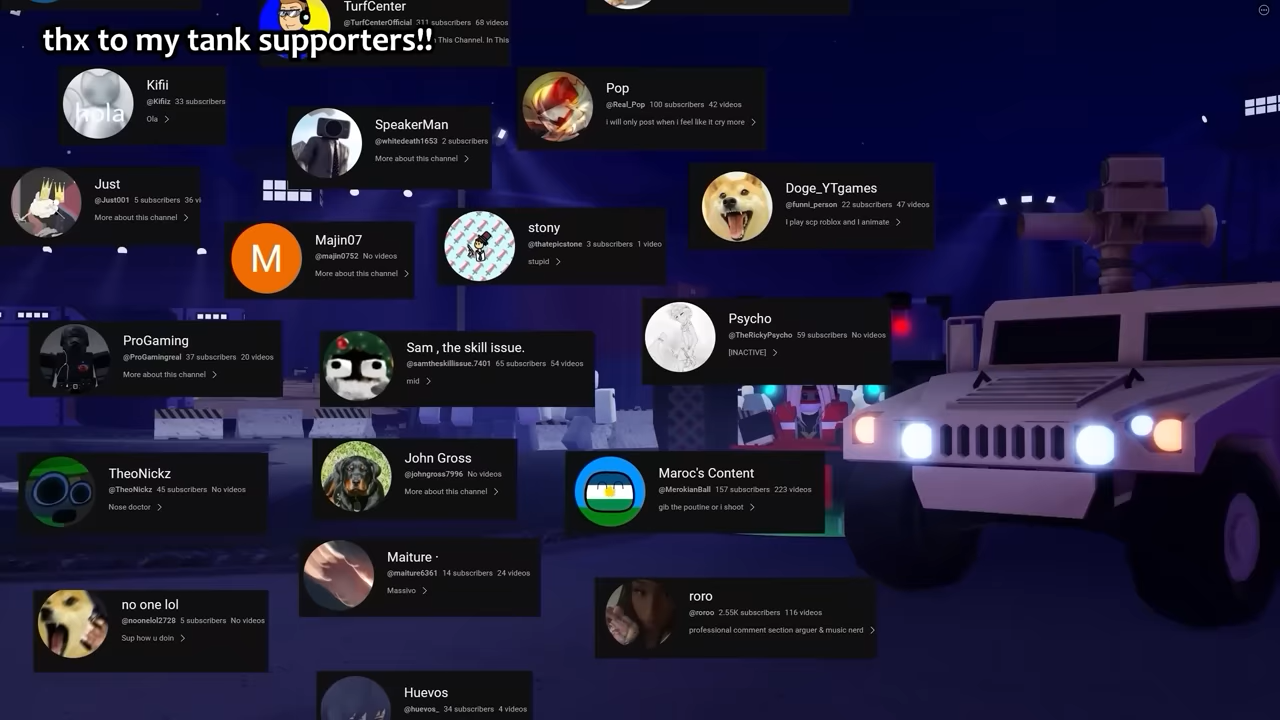 TurfCenter
@TurfCenterOfficial 311 subscribers 68 videos
n This Channel. In This
thx to my tank supporters!!
Kifii
@Kifiiz 33 subscribers
Ola
hola
Pop
@Real_Pop 100 subscribers 42 videos
i will only post when i feel like it cry more
SpeakerMan
@whitedeath1653 2 subscribers
More about this channel
Just
@Just001 5 subscribers 36 vi
More about this channel
Doge_YTgames
@funni_person 22 subscribers 47 videos
I play scp roblox and I animate
M
Majin07
@majin0752 No videos
More about this channel
stony
@thatepicstone 3 subscribers 1 video
stupid
Psycho
@TheRickyPsycho 59 subscribers No videos
[INACTIVE]
ProGaming
@ProGamingreal 37 subscribers 20 videos
More about this channel
Sam , the skill issue.
@samtheskillissue.7401 65 subscribers 54 videos
mid
TheoNickz
@TheoNickz 45 subscribers No videos
Nose doctor
John Gross
@johngross7996 No videos
More about this channel
Maroc's Content
@MerokianBall 157 subscribers 223 videos
gib the poutine or i shoot
Maiture ·
@maiture6361 14 subscribers 24 videos
Massivo
no one lol
@noonelol2728 5 subscribers No videos
Sup how u doin
roro
@roroo 2.55K subscribers 116 videos
professional comment section arguer & music nerd
Huevos
@huevos_ 34 subscribers 4 videos